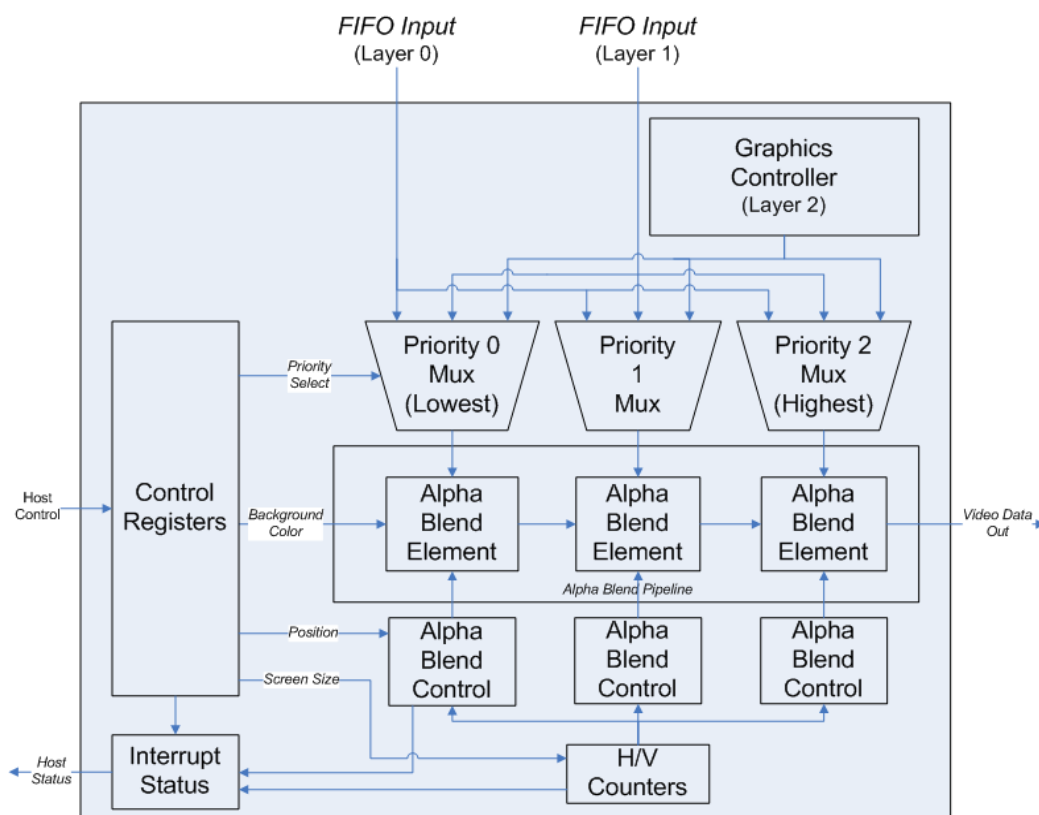 FIFO Input
(Layer 0)
FIFO Input
(Layer 1)
Graphics
Controller
(Layer 2)
Priority 0
Mux
(Lowest)
Priority
1
Mux
Priority 2
Mux
(Highest)
Priority
Select
Host
Control
Control
Registers
Background
Color
Alpha
Blend
Element
Alpha
Blend
Element
Alpha
Blend
Element
Video Data
Out
Alpha Blend Pipeline
Position
Screen Size
Alpha
Blend
Control
Alpha
Blend
Control
Alpha
Blend
Control
Host
Status
Interrupt
Status
H/V
Counters